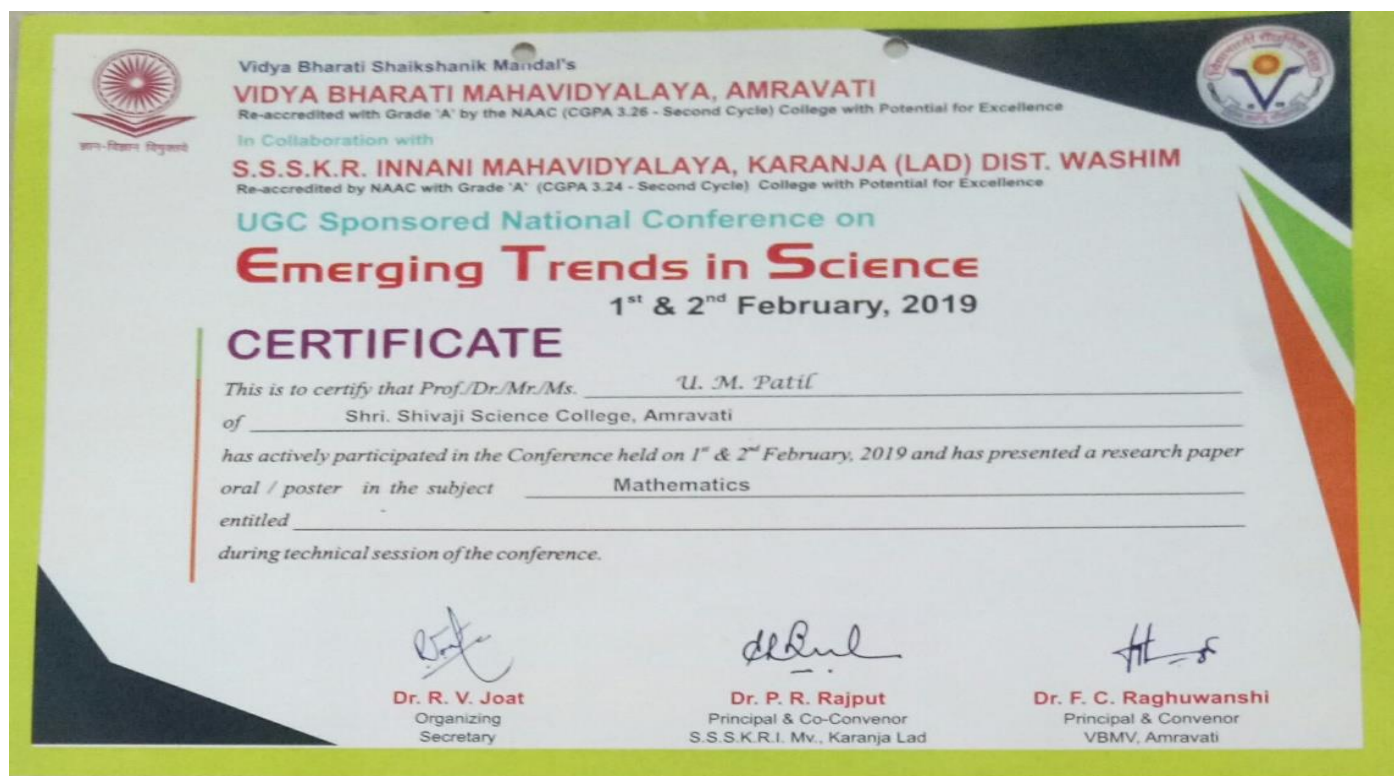 Vidya Bharati Shaikshanik Mandal's
VIDYA BHARATI MAHAVIDYALAYA, AMRAVATI
Re-accredited with Grade 'A' by the NAAC (CGPA 3.26 - Second Cycle) College with Potential for Excellence
In Collaboration with
S.S.S.K.R. INNANI MAHAVIDYALAYA, KARANJA (LAD) DIST. WASHIM
Re-accredited by NAAC with Grade 'A' (CGPA 3.24 - Second Cycle) College with Potential for Excellence
UGC Sponsored National Conference on
Emerging Trends in Science
1st & 2nd February, 2019
CERTIFICATE
This is to certify that Prof./Dr./Mr./Ms. U. M. Patil
of Shri. Shivaji Science College, Amravati
has actively participated in the Conference held on 1st & 2nd February, 2019 and has presented a research paper
oral / poster in the subject Mathematics
entitled
during technical session of the conference.
Dr. R. V. Joat
Organizing
Secretary
Dr. P. R. Rajput
Principal & Co-Convenor
S.S.S.K.R.I. Mv., Karanja Lad
Dr. F. C. Raghuwanshi
Principal & Convenor
VBMV, Amravati